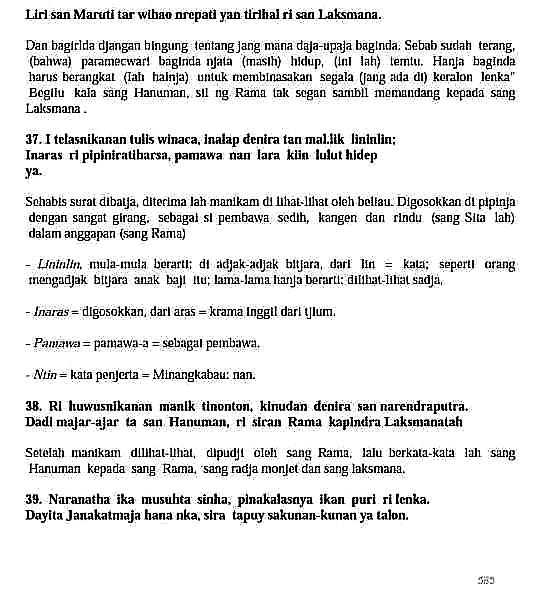 Liri san Maruti tar wihao nrepati yan tirihal ri san Laksmana.
Dan bagirida djangan bingung tentang jang mana daja-upaja baginda. Sebab sudah terang,
(bahwa) paramecwari baginda njata (masih) hidup, (ini lah) temtu. Hanja baginda
harus berangkat (lah hainja) untuk membinasakan segala (jang ada di) keralon lenka"
Begitu kala sang Hanuman, sil ng Rama tak segan sambil memandang kepada sang
Laksmana .
37. I telasnikanan tulis winaca, inalap denira tan mal.lik lininlin;
Inaras ri pipiniratiharsa, pamawa nan lara kiin lulut hidep
ya.
Sehabis surat dibatja, diterima lah manikam di lihat-lihat oleh beliau. Digosokkan di pipinja
dengan sangat girang, sebagai si pembawa sedih, kangen dan rindu (sang Sita lah)
dalam anggapan (sang Rama)
- Lininlin, mula-mula berarti; di adjak-adjak bitjara, dari lin = kata; seperti orang
mengadjak bitjara anak baji itu; lama-lama hanja berarti; dilihat-lihat sadja,
- Inaras = digosokkan, dari aras = krama inggil dari tjium.
- Pamawa = pamawa-a = sebagai pembawa.
- Ntin = kata penjerta = Minangkabau: nan.
38. Ri huwusnikanan manik tinonton, kinudan denira san narendraputra.
Dadi majar-ajar ta san Hanuman, ri siran Rama kapindra Laksmanatah
Setelah manikam dilihat-lihat, dipudji oleh sang Rama, lalu berkata-kata lah sang
Hanuman kepada sang Rama, sang radja monjet dan sang laksmana.
39. Naranatha ika musuhta sinha, pinakalasnya ikan puri ri lenka.
Dayita Janakatmaja hana nka, sira tapuy sakunan-kunan ya talon.